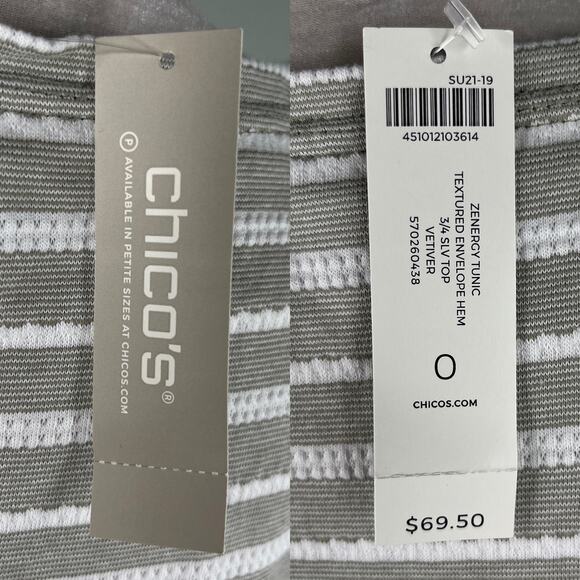 chico's®
Ⓟ AVAILABLE IN PETITE SIZES AT CHICOS.COM
SU21-19
451012103614
ZENERGY TUNIC
TEXTURED ENVELOPE HEM
3/4 SLV TOP
VETIVER
570260438
0
CHICOS.COM
$69.50